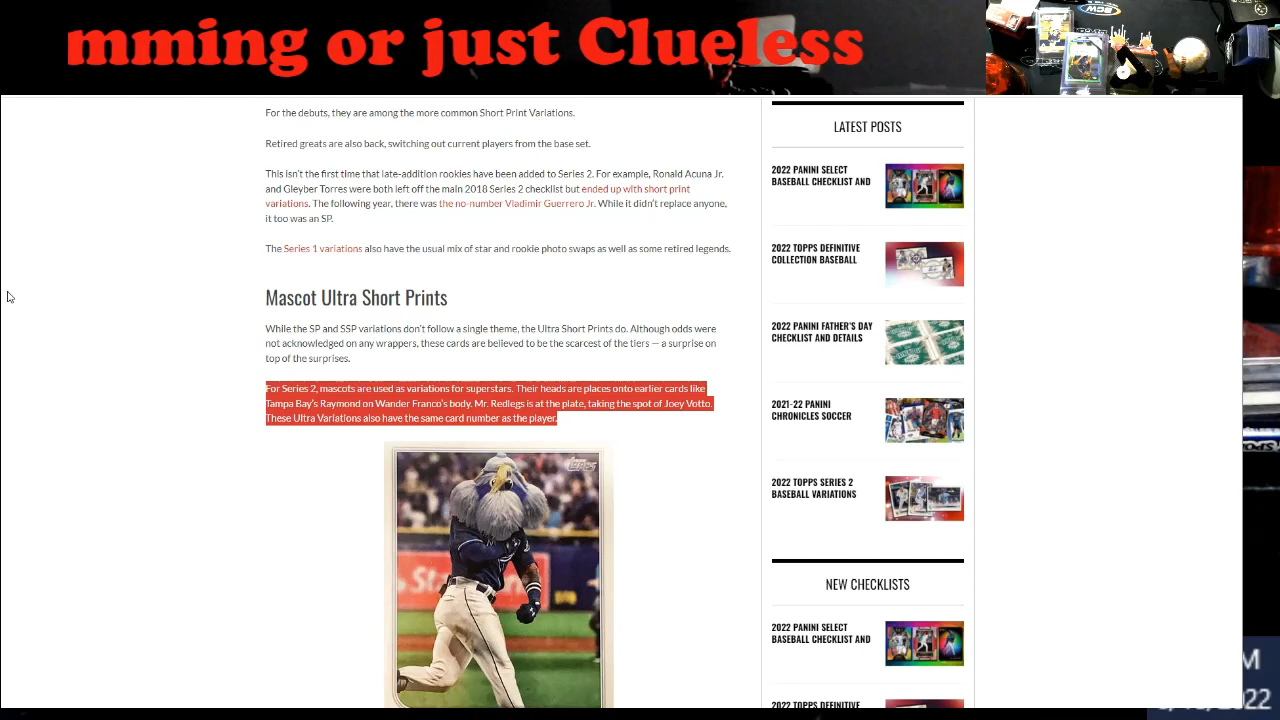 mming or just Clueless
For the debuts, they are among the more common Short Print Variations.
Retired greats are also back, switching out current players from the base set.
This isn't the first time that late-addition rookies have been added to Series 2. For example, Ronald Acuna Jr.
and Gleyber Torres were both left off the main 2018 Series 2 checklist but ended up with short print
variations. The following year, there was the no-number Vladimir Guerrero Jr. While it didn't replace anyone,
it too was an SP.
The Series 1 variations also have the usual mix of star and rookie photo swaps as well as some retired legends.
Mascot Ultra Short Prints
While the SP and SSP variations don't follow a single theme, the Ultra Short Prints do. Although odds were
not acknowledged on any wrappers, these cards are believed to be the scarcest of the tiers — a surprise on
top of the surprises.
For Series 2, mascots are used as variations for superstars. Their heads are places onto earlier cards like
Tampa Bay's Raymond on Wander Franco's body. Mr. Redlegs is at the plate, taking the spot of Joey Votto.
These Ultra Variations also have the same card number as the player.
Topps
LATEST POSTS
2022 PANINI SELECT
BASEBALL CHECKLIST AND
2022 TOPPS DEFINITIVE
COLLECTION BASEBALL
2022 PANINI FATHER'S DAY
CHECKLIST AND DETAILS
2021-22 PANINI
CHRONICLES SOCCER
2022 TOPPS SERIES 2
BASEBALL VARIATIONS
NEW CHECKLISTS
2022 PANINI SELECT
BASEBALL CHECKLIST AND
2022 TOPPS DEFINITIVE
BCW
M
2022